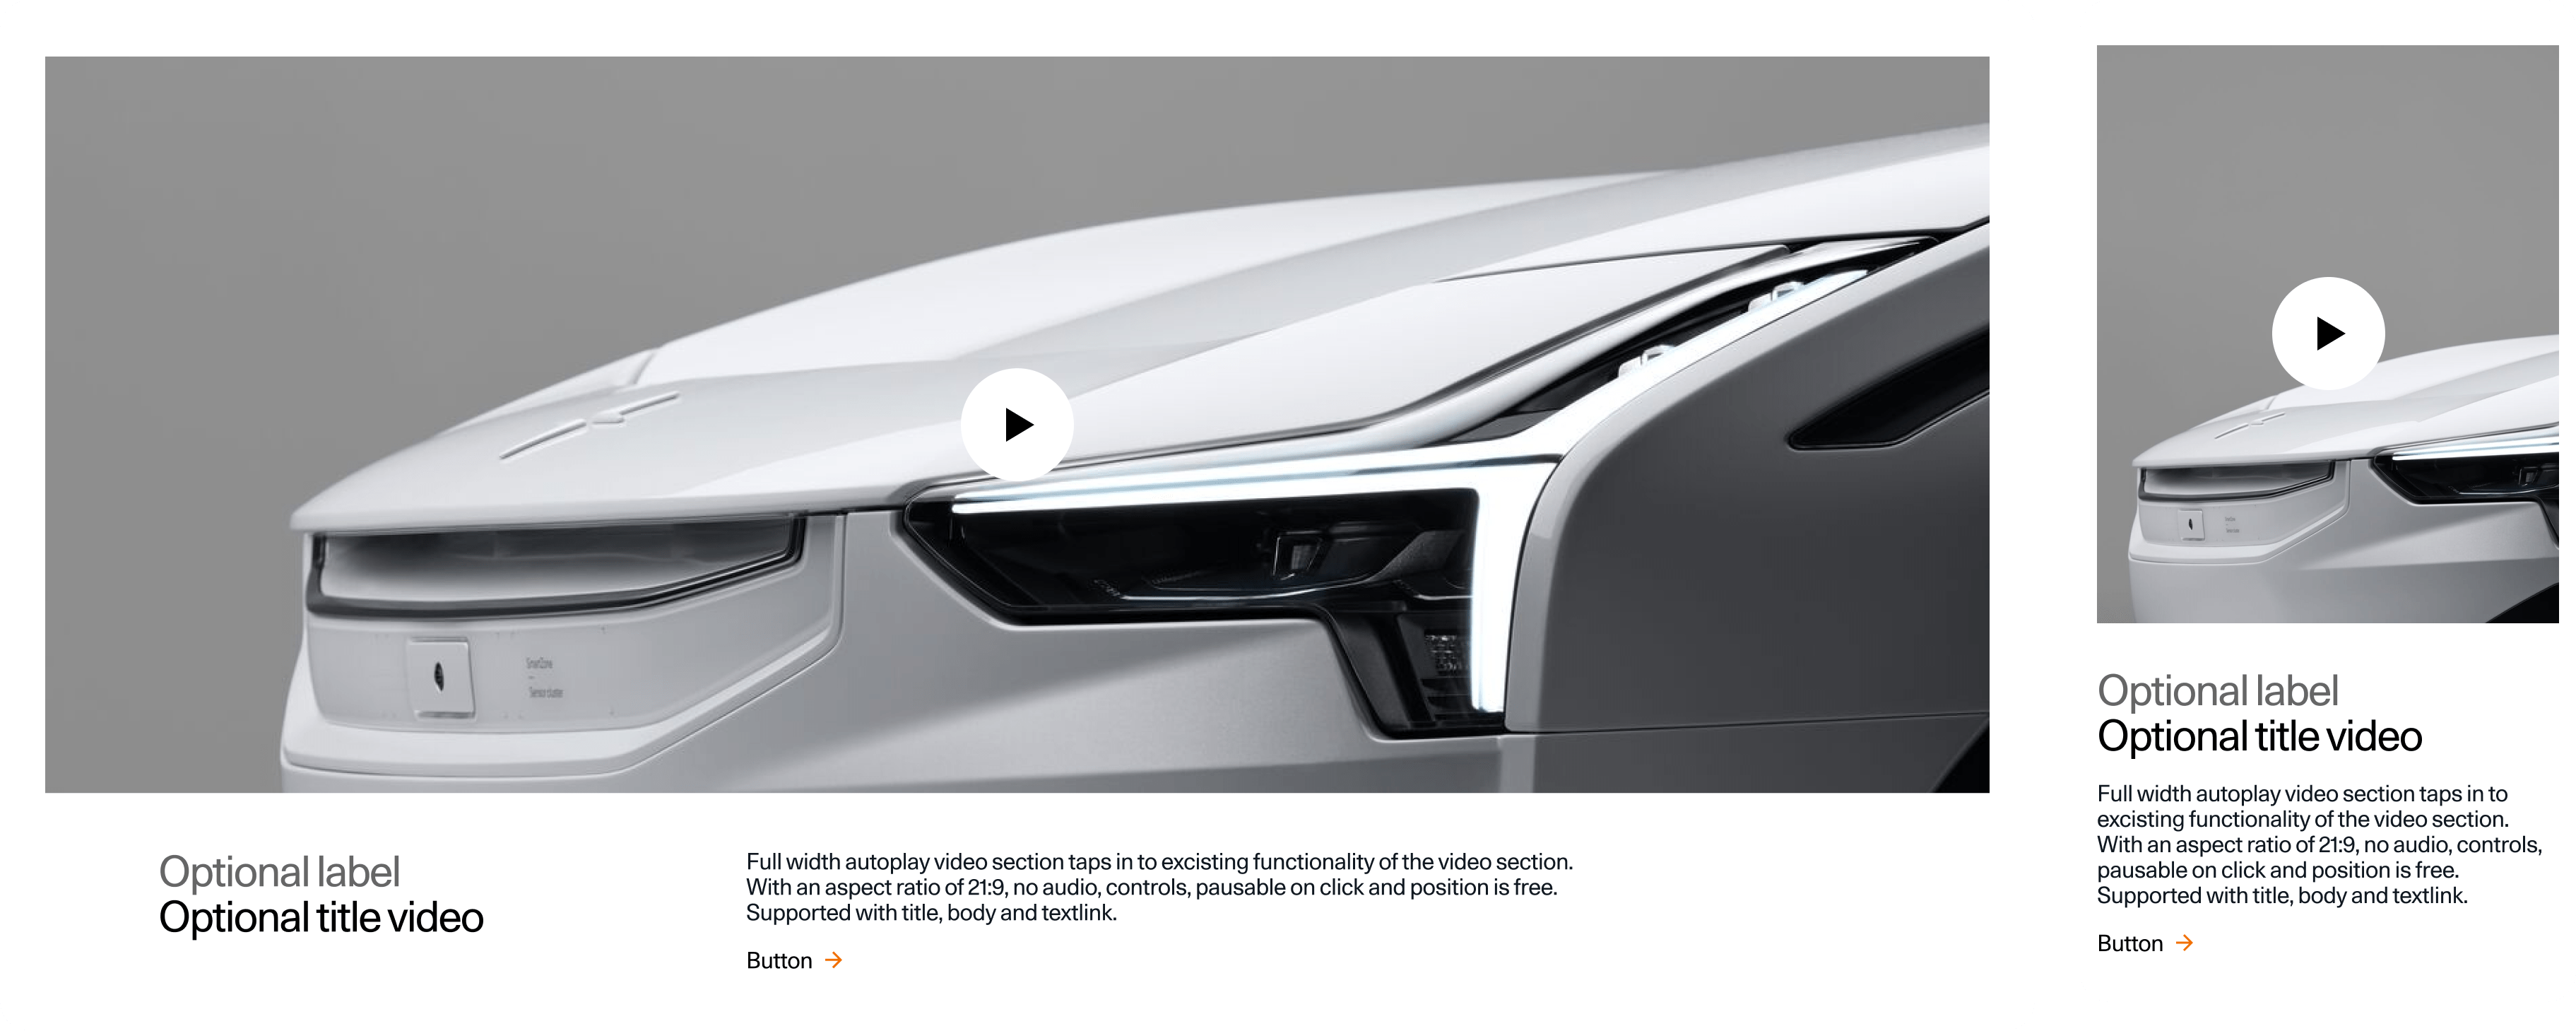 SmartZone
Sensor cluster
Optional label
Optional title video
Full width autoplay video section taps in to excisting functionality of the video section.
With an aspect ratio of 21:9, no audio, controls, pausable on click and position is free.
Supported with title, body and textlink.
Button
Optional label
Optional title video
Full width autoplay video section taps in to
excisting functionality of the video section.
With an aspect ratio of 21:9, no audio, controls,
pausable on click and position is free.
Supported with title, body and textlink.
Button